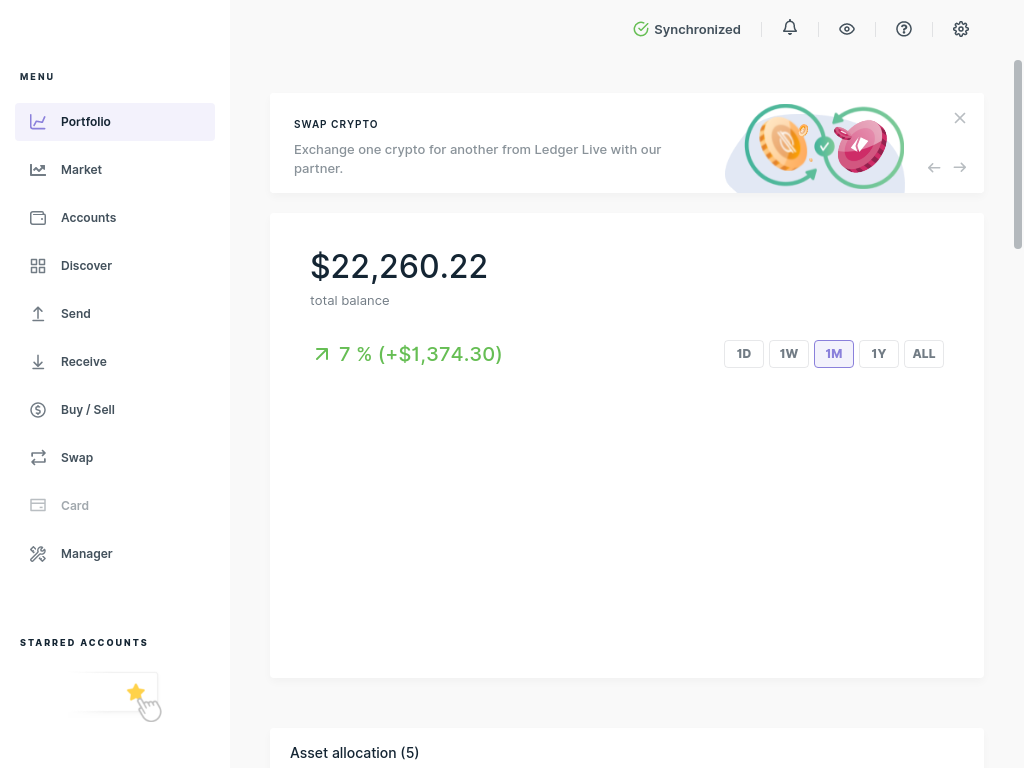 Synchronized
MENU
Portfolio
Market
Accounts
Discover
Send
Receive
Buy / Sell
Swap
Card
Manager
STARRED ACCOUNTS
SWAP CRYPTO
Exchange one crypto for another from Ledger Live with our
partner.
$22,260.22
total balance
7 % (+$1,374.30)
1D 1W 1M 1Y ALL
Asset allocation (5)